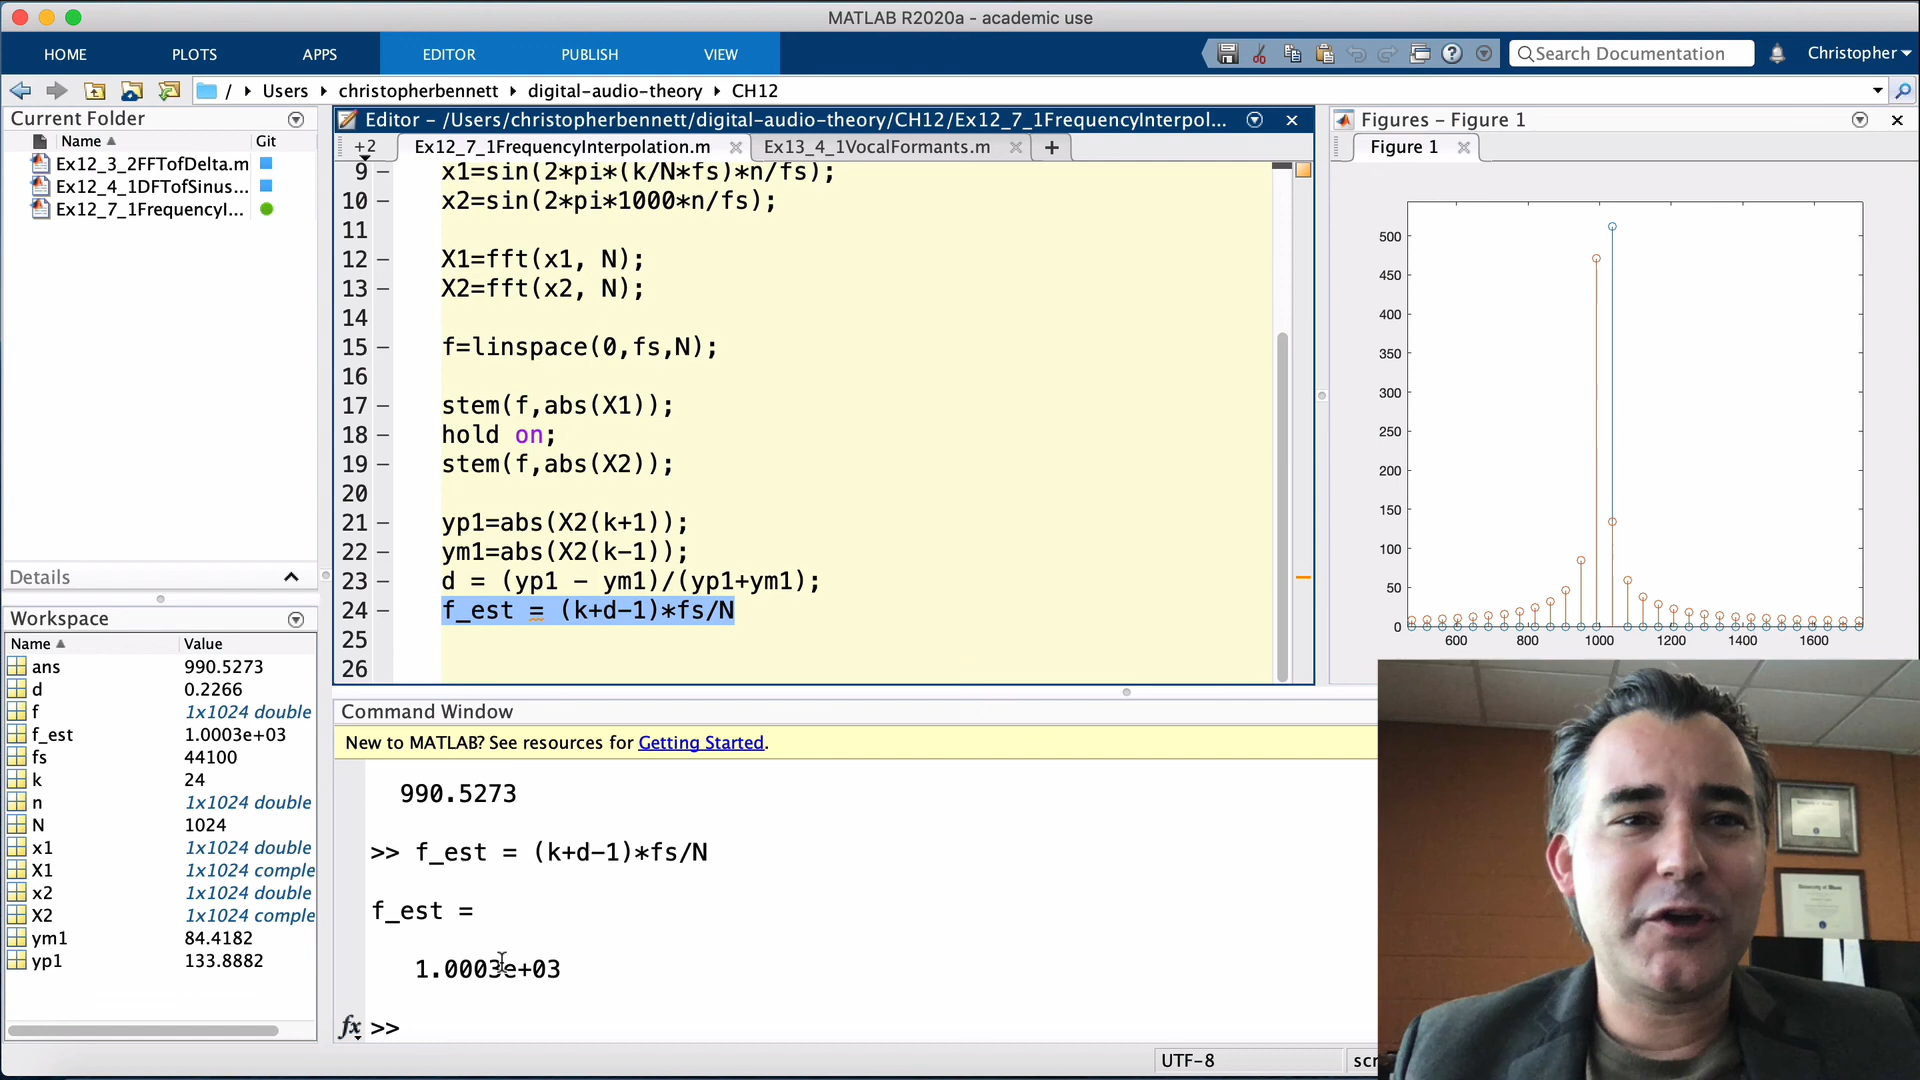 MATLAB R2020a - academic use
HOME PLOTS APPS EDITOR PUBLISH VIEW Search Documentation Christopher
/ Users christopherbennett digital-audio-theory CH12
Current Folder
Name Git
Ex12_3_2FFTofDelta.m
Ex12_4_1DFTofSinus...
Ex12_7_1FrequencyI...
Details
Workspace
Name Value
ans 990.5273
d 0.2266
f 1x1024 double
f_est 1.0003e+03
fs 44100
k 24
n 1x1024 double
N 1024
x1 1x1024 double
X1 1x1024 comple
x2 1x1024 double
X2 1x1024 comple
ym1 84.4182
yp1 133.8882
Editor - /Users/christopherbennett/digital-audio-theory/CH12/Ex12_7_1FrequencyInterpol...
+2 Ex12_7_1FrequencyInterpolation.m Ex13_4_1VocalFormants.m +
9 - x1=sin(2*pi*(k/N*fs)*n/fs);
10 - x2=sin(2*pi*1000*n/fs);
11
12 - X1=fft(x1, N);
13 - X2=fft(x2, N);
14
15 - f=linspace(0,fs,N);
16
17 - stem(f,abs(X1));
18 - hold on;
19 - stem(f,abs(X2));
20
21 - yp1=abs(X2(k+1));
22 - ym1=abs(X2(k-1));
23 - d = (yp1 - ym1)/(yp1+ym1);
24 - f_est = (k+d-1)*fs/N
25
26
Command Window
New to MATLAB? See resources for Getting Started.
990.5273
>> f_est = (k+d-1)*fs/N
f_est =
1.0003e+03
fx >>
UTF-8
Figures - Figure 1
Figure 1
500
450
400
350
300
250
200
150
100
50
0
600 800 1000 1200 1400 1600